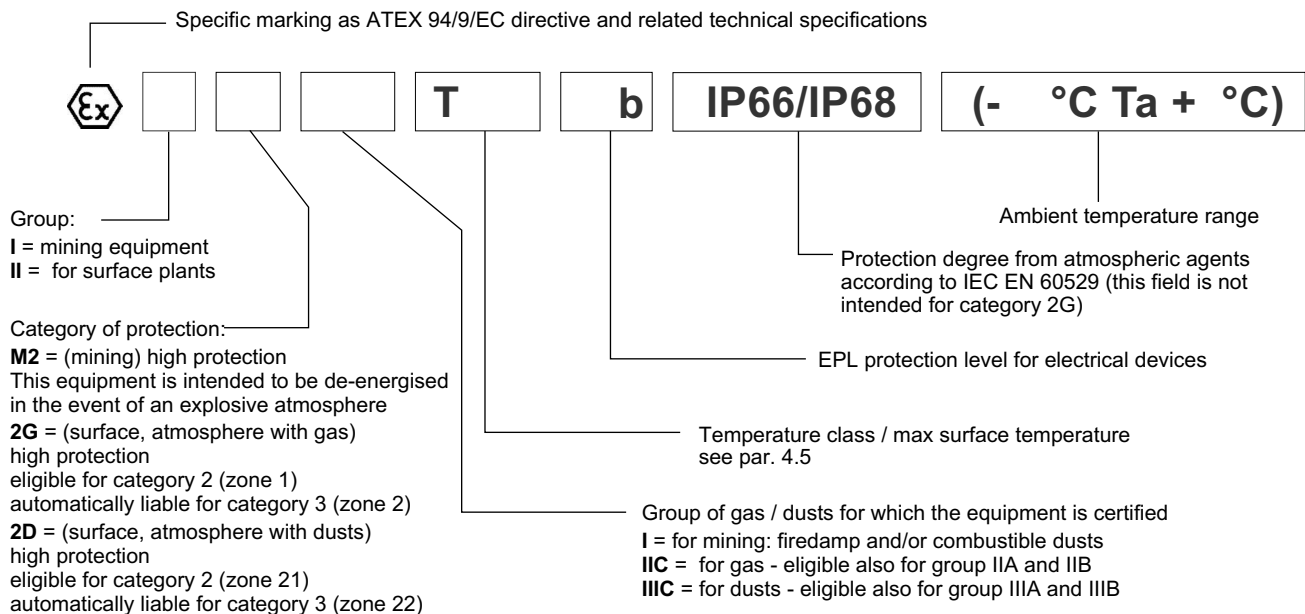 Specific marking as ATEX 94/9/EC directive and related technical specifications
Ex T b IP66/IP68 (- °C Ta + °C)
Group:
I = mining equipment
II = for surface plants
Category of protection:
M2 = (mining) high protection
This equipment is intended to be de-energised
in the event of an explosive atmosphere
2G = (surface, atmosphere with gas)
high protection
eligible for category 2 (zone 1)
automatically liable for category 3 (zone 2)
2D = (surface, atmosphere with dusts)
high protection
eligible for category 2 (zone 21)
automatically liable for category 3 (zone 22)
Ambient temperature range
Protection degree from atmospheric agents
according to IEC EN 60529 (this field is not
intended for category 2G)
EPL protection level for electrical devices
Temperature class / max surface temperature
see par. 4.5
Group of gas / dusts for which the equipment is certified
I = for mining: firedamp and/or combustible dusts
IIC = for gas - eligible also for group IIA and IIB
IIIC = for dusts - eligible also for group IIIA and IIIB